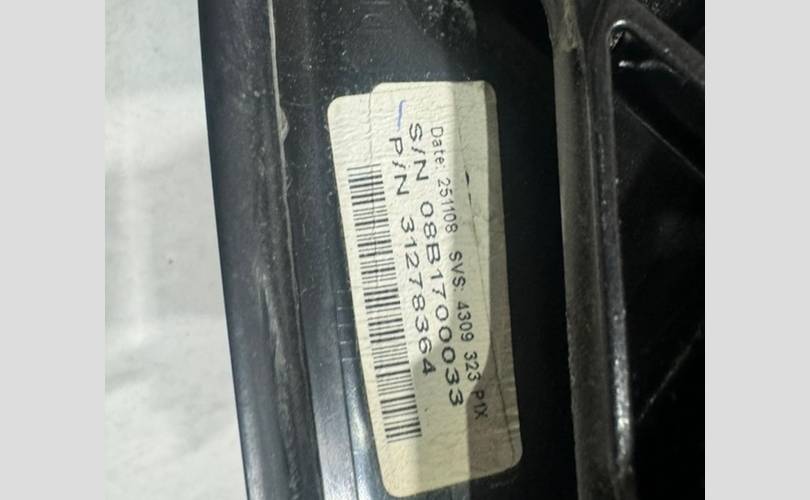 Date: 251108 SVS: 4309 323 P1X
S/N 08B1700033
P/N 31278364